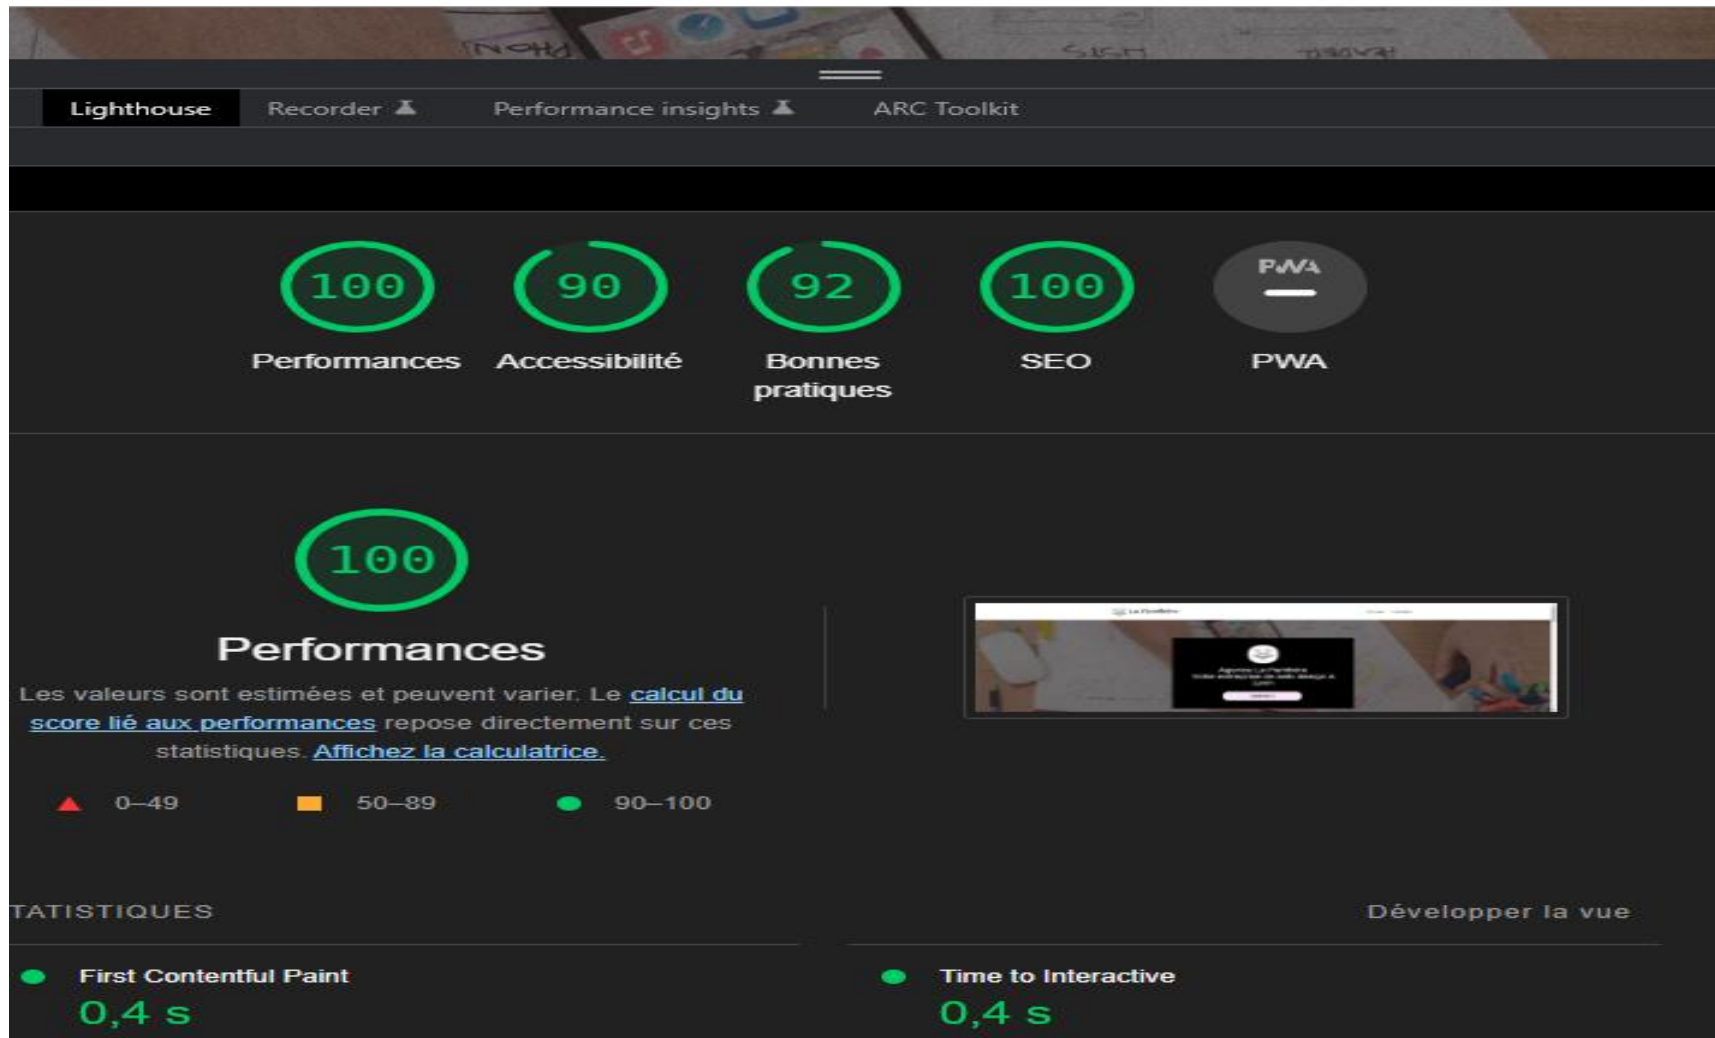 Lighthouse
Recorder
Performance insights
ARC Toolkit
100
90
92
100
PWA
Performances
Accessibilité
Bonnes
pratiques
SEO
PWA
100
Performances
Les valeurs sont estimées et peuvent varier. Le calcul du
score lié aux performances repose directement sur ces
statistiques. Affichez la calculatrice.
0–49
50–89
90–100
TATISTIQUES
Développer la vue
First Contentful Paint
0,4 s
Time to Interactive
0,4 s